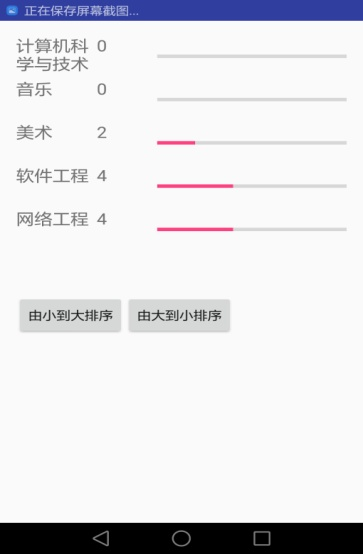 正在保存屏幕截图...
计算机科学与技术 0
音乐 0
美术 2
软件工程 4
网络工程 4
由小到大排序 由大到小排序